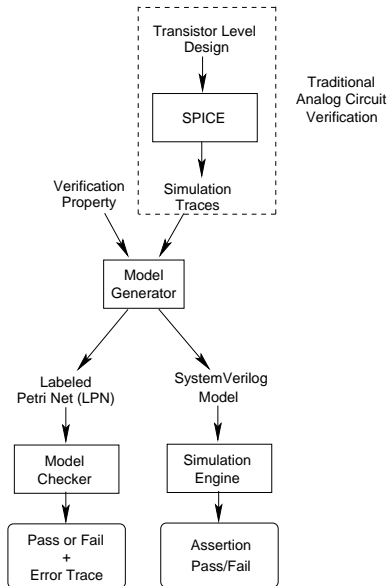 Transistor Level
Design
Traditional
Analog Circuit
Verification
SPICE
Verification
Property
Simulation
Traces
Model
Generator
Labeled
Petri Net (LPN)
SystemVerilog
Model
Model
Checker
Simulation
Engine
Pass or Fail
+
Error Trace
Assertion
Pass/Fail